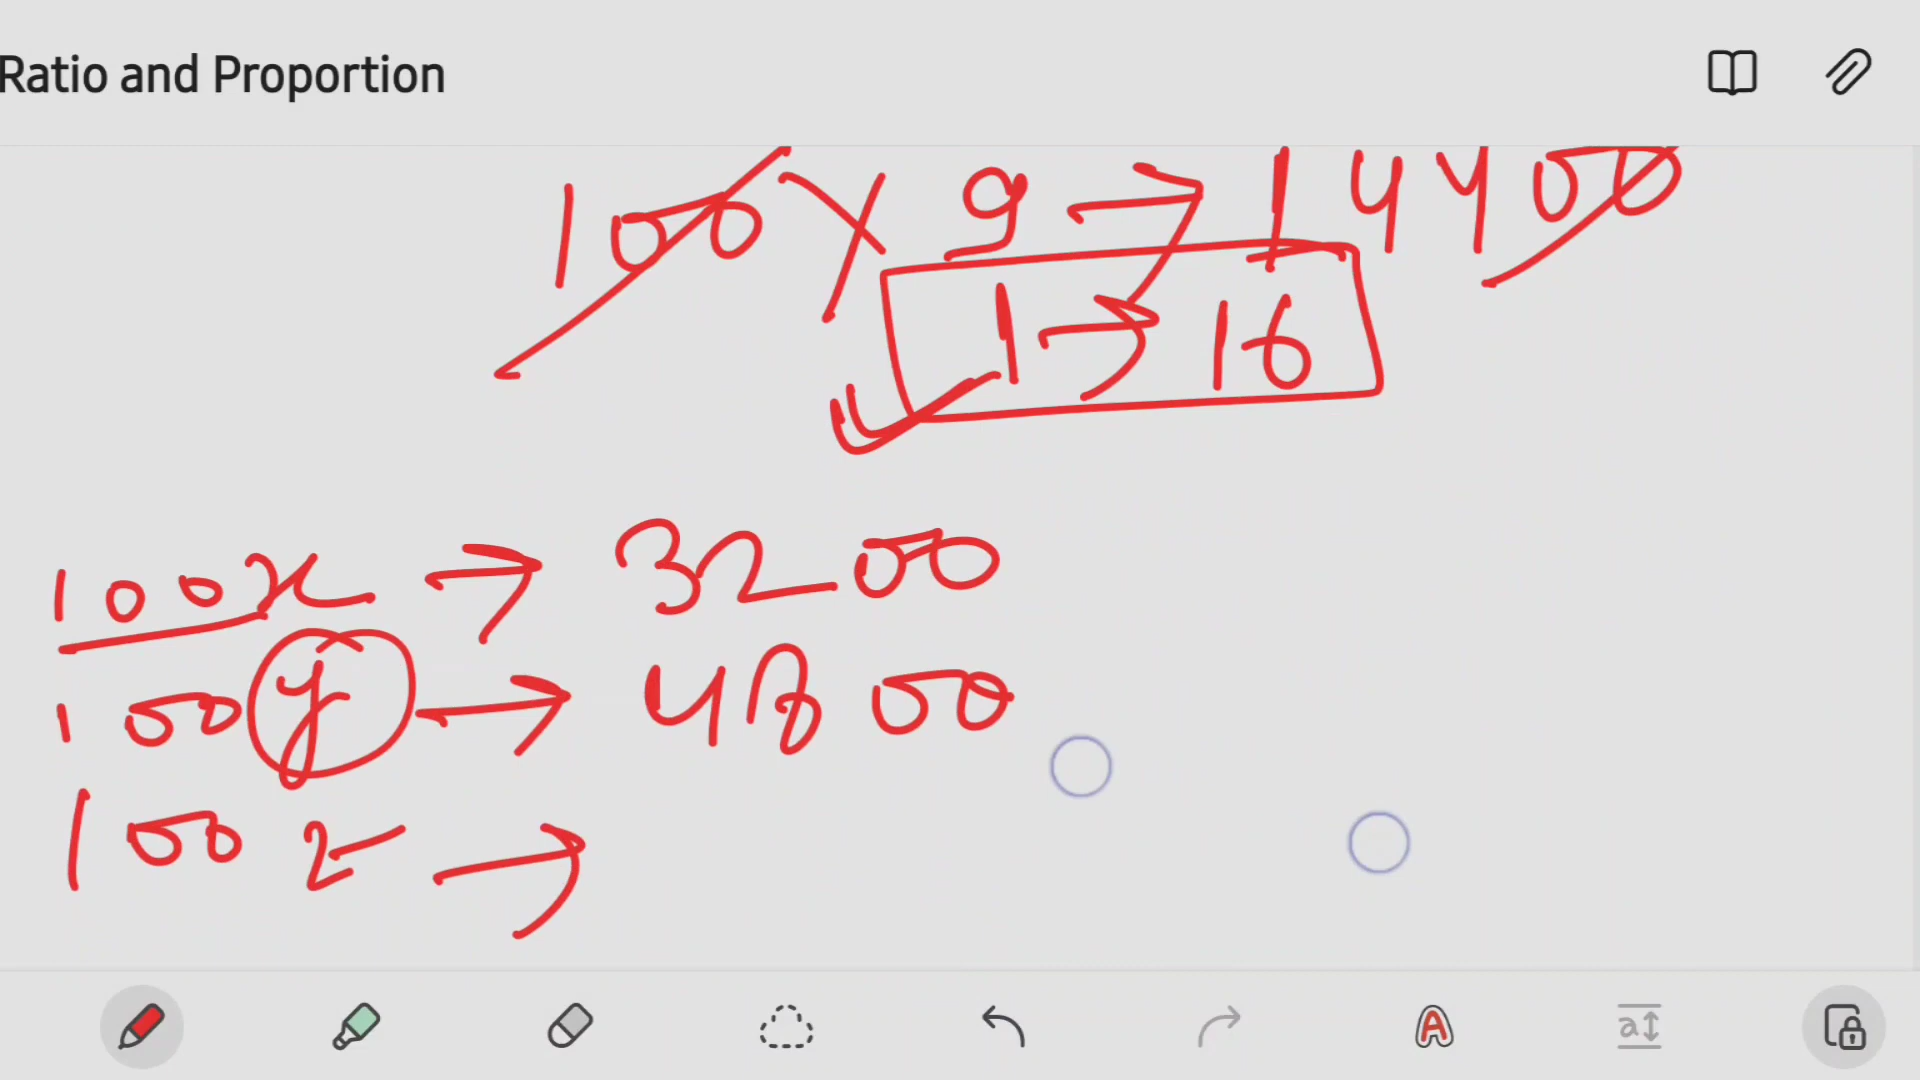 Ratio and Proportion
100 × 9 → 14400
1 → 16
100x → 3200
100y → 4800
100z →
A
a